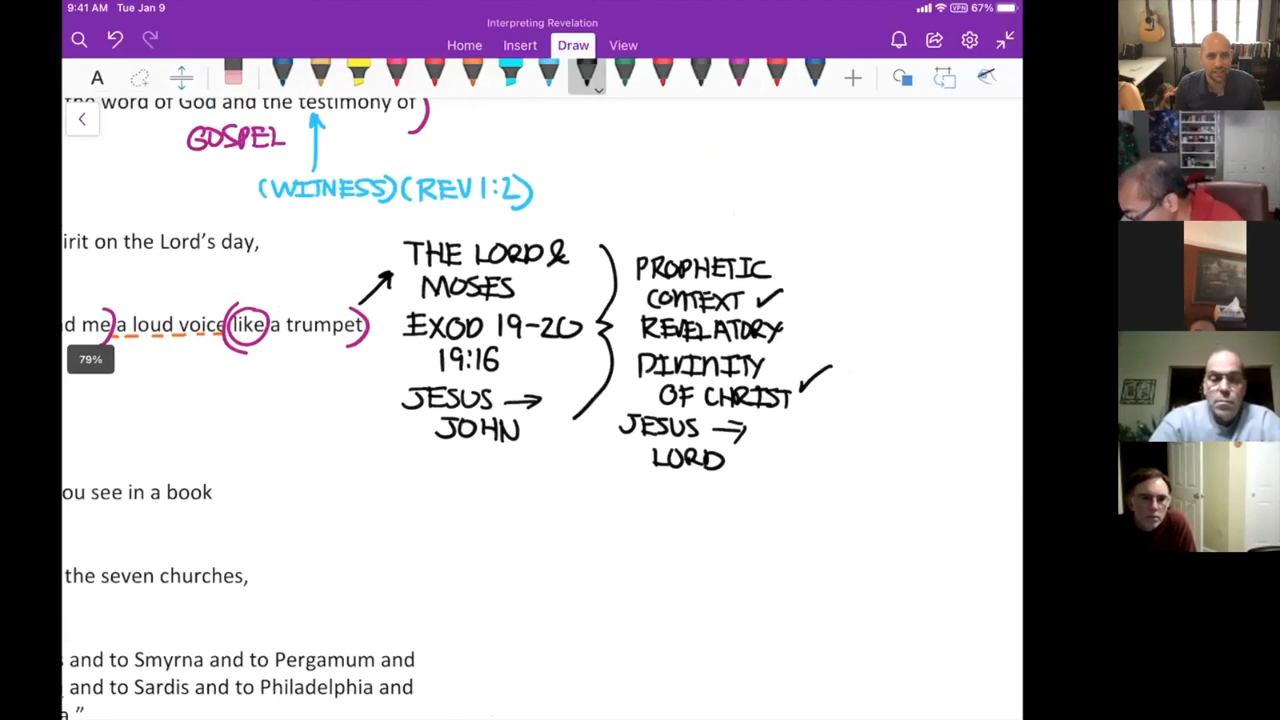 9:41 AM Tue Jan 9
VPN 67%
Interpreting Revelation
Home Insert Draw View
A
the word of God and the testimony of
GOSPEL
(WITNESS)(REV 1:2)
irit on the Lord's day,
THE LORD &
MOSES
EXOD 19-20
19:16
JESUS →
JOHN
PROPHETIC
CONTEXT ✓
REVELATORY
DIVINITY
OF CHRIST ✓
JESUS →
LORD
d me a loud voice like a trumpet
79%
ou see in a book
the seven churches,
s and to Smyrna and to Pergamum and
and to Sardis and to Philadelphia and
a."